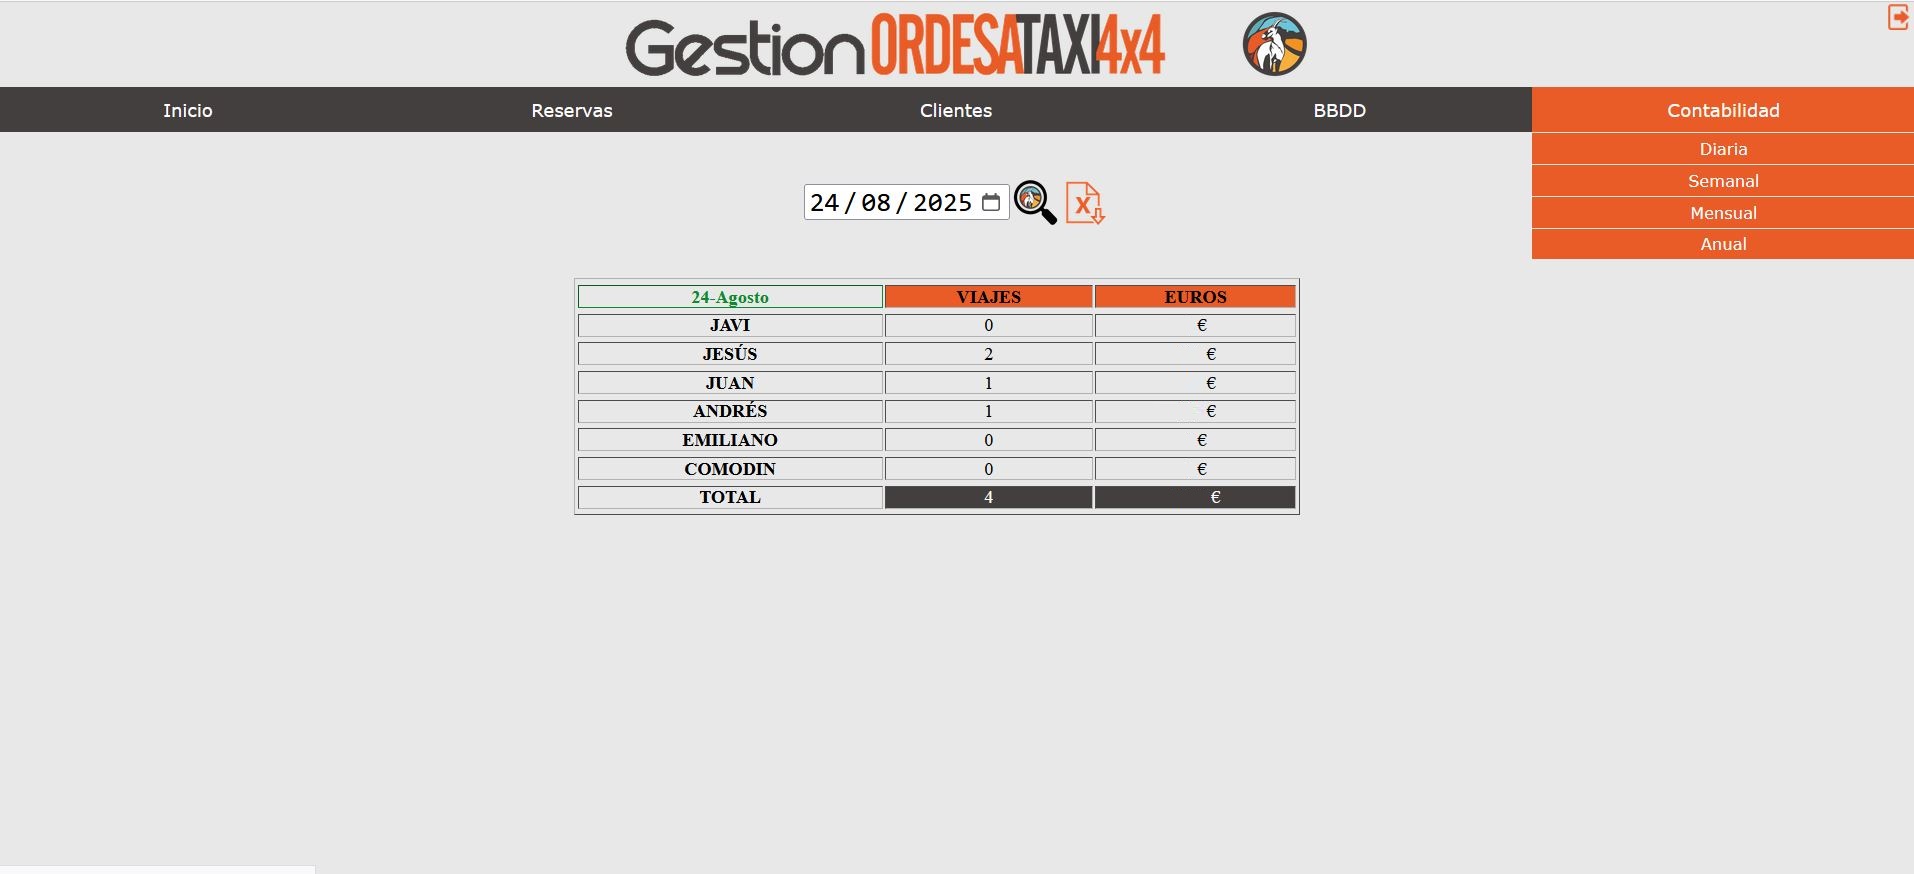 Gestion ORDESATAXI4x4
Inicio Reservas Clientes BBDD Contabilidad
Diaria
Semanal
Mensual
Anual
24/08/2025
X
24-Agosto VIAJES EUROS
JAVI 0 €
JESÚS 2 €
JUAN 1 €
ANDRÉS 1 €
EMILIANO 0 €
COMODIN 0 €
TOTAL 4 €